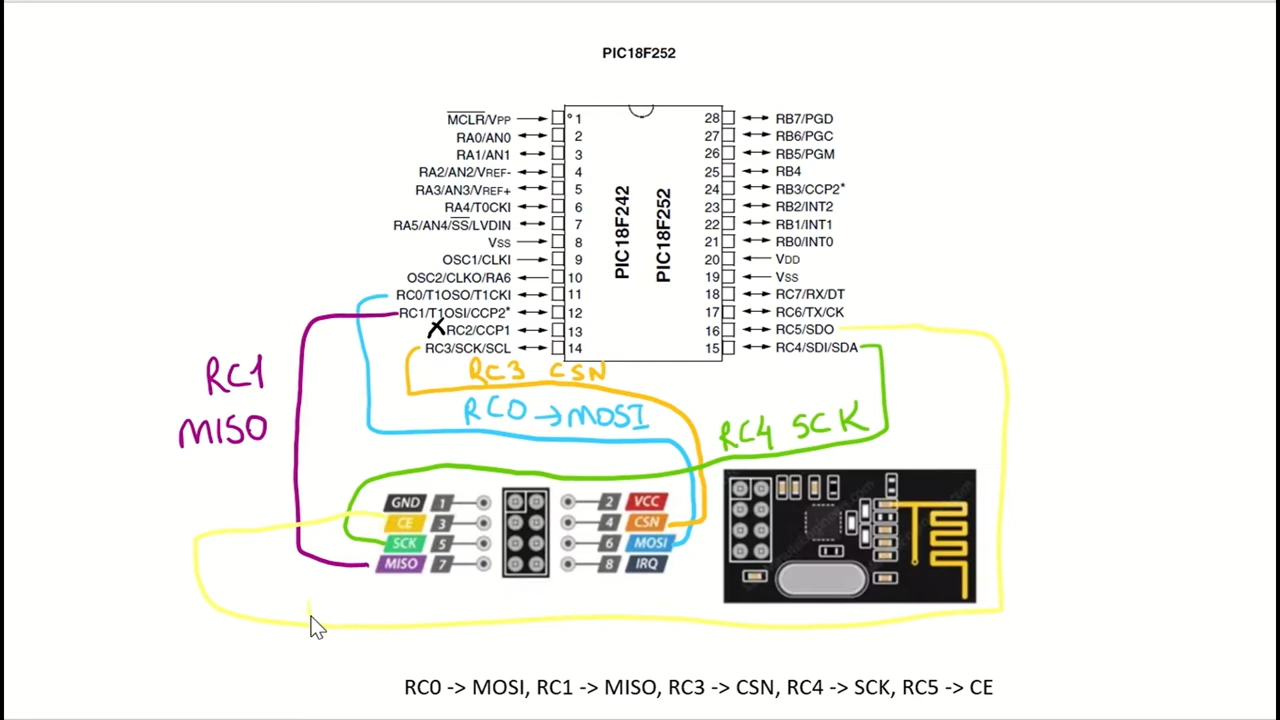 PIC18F252
MCLR/VPP 1 28 RB7/PGD
RA0/AN0 2 27 RB6/PGC
RA1/AN1 3 26 RB5/PGM
RA2/AN2/VREF- 4 25 RB4
RA3/AN3/VREF+ 5 24 RB3/CCP2*
RA4/T0CKI 6 23 RB2/INT2
RA5/AN4/SS/LVDIN 7 22 RB1/INT1
VSS 8 21 RB0/INT0
OSC1/CLKI 9 20 VDD
OSC2/CLKO/RA6 10 19 VSS
RC0/T1OSO/T1CKI 11 18 RC7/RX/DT
RC1/T1OSI/CCP2* 12 17 RC6/TX/CK
X RC2/CCP1 13 16 RC5/SDO
RC3/SCK/SCL 14 15 RC4/SDI/SDA
PIC18F242
PIC18F252
RC1
MISO
RC3 CSN
RC0 → MOSI
RC4 SCK
GND 1 2 VCC
CE 3 4 CSN
SCK 5 6 MOSI
MISO 7 8 IRQ
RC0 -> MOSI, RC1 -> MISO, RC3 -> CSN, RC4 -> SCK, RC5 -> CE